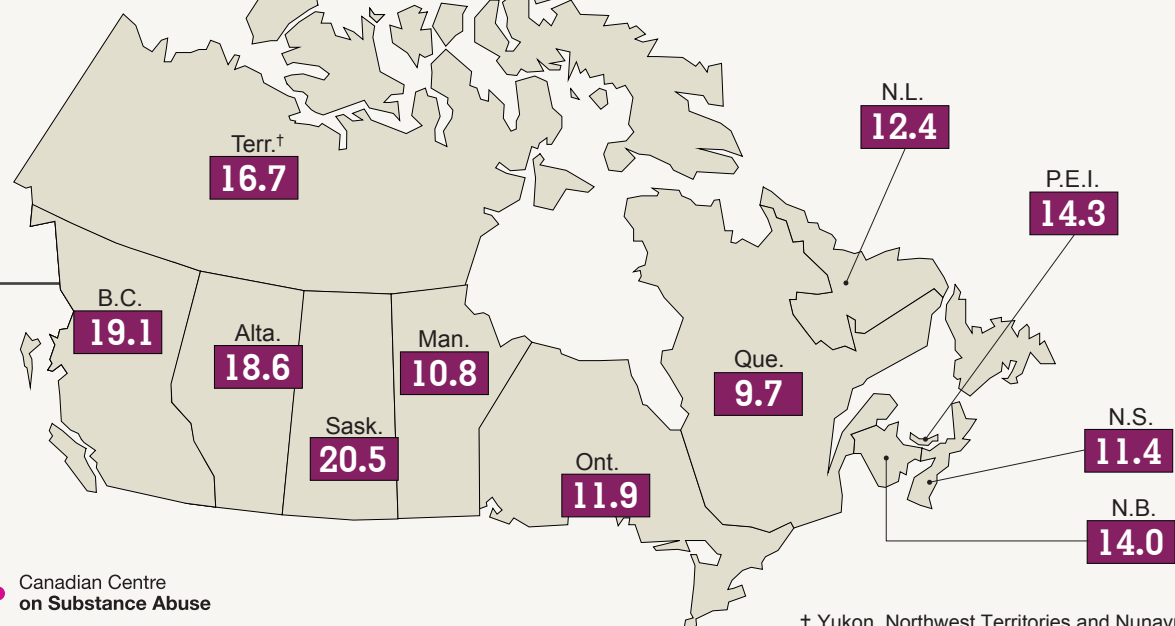 N.L.
12.4
Terr.†
16.7
P.E.I.
14.3
B.C.
19.1
Alta.
18.6
Man.
10.8
Que.
9.7
Sask.
20.5
N.S.
11.4
Ont.
11.9
N.B.
14.0
Canadian Centre
on Substance Abuse
† Yukon, Northwest Territories and